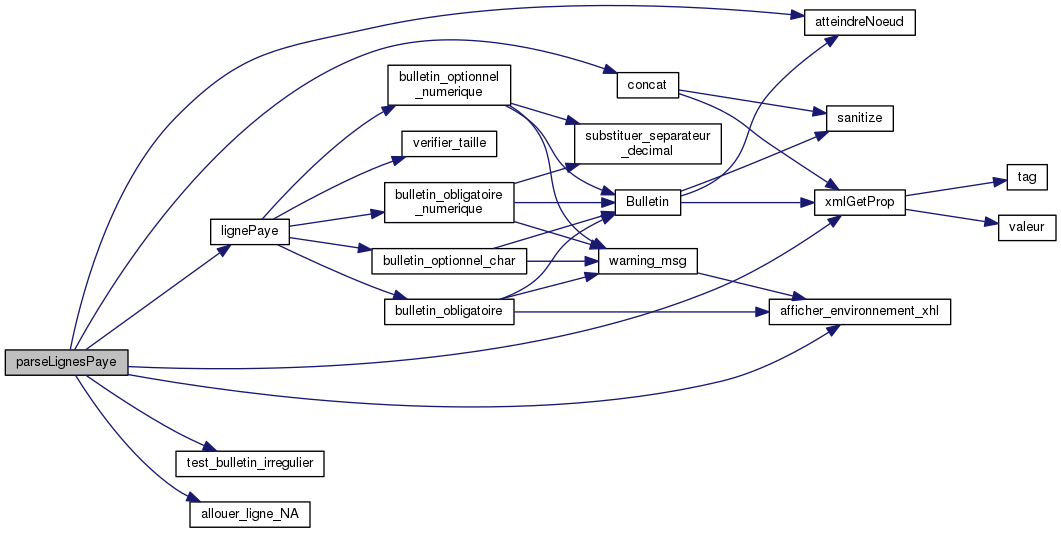 atteindreNoeud
bulletin_optionnel
_numerique
concat
sanitize
verifier_taille
substituer_separateur
_decimal
tag
bulletin_obligatoire
_numerique
Bulletin
xmlGetProp
lignePaye
valeur
bulletin_optionnel_char
warning_msg
bulletin_obligatoire
afficher_environnement_xhl
parseLignesPaye
test_bulletin_irregulier
allouer_ligne_NA